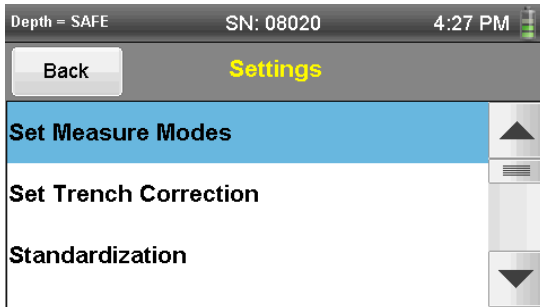 Depth = SAFE SN: 08020 4:27 PM
Back Settings
Set Measure Modes
Set Trench Correction
Standardization